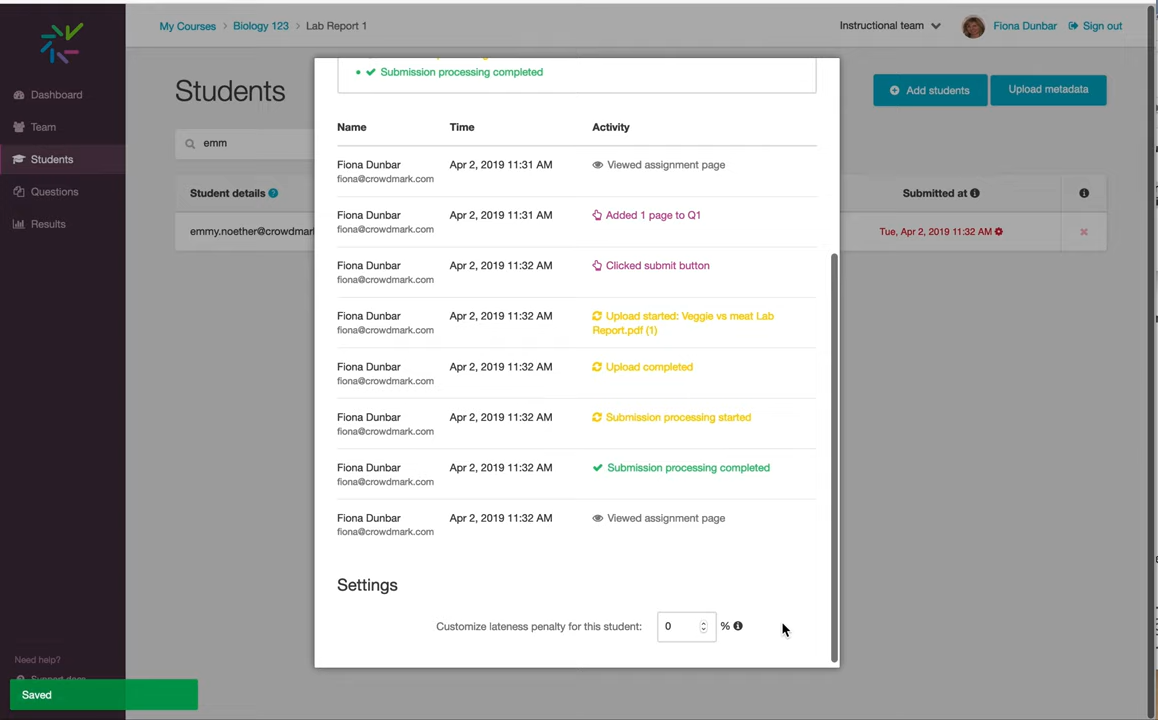 My Courses > Biology 123 > Lab Report 1
Instructional team
Fiona Dunbar
Sign out
Dashboard
Team
Students
Questions
Results
Need help?
Support docs
Saved
Students
Add students
Upload metadata
emm
Student details
Submitted at
emmy.noether@crowdmar
Tue, Apr 2, 2019 11:32 AM
Submission processing completed
Name Time Activity
Fiona Dunbar Apr 2, 2019 11:31 AM Viewed assignment page
fiona@crowdmark.com
Fiona Dunbar Apr 2, 2019 11:31 AM Added 1 page to Q1
fiona@crowdmark.com
Fiona Dunbar Apr 2, 2019 11:32 AM Clicked submit button
fiona@crowdmark.com
Fiona Dunbar Apr 2, 2019 11:32 AM Upload started: Veggie vs meat Lab
fiona@crowdmark.com Report.pdf (1)
Fiona Dunbar Apr 2, 2019 11:32 AM Upload completed
fiona@crowdmark.com
Fiona Dunbar Apr 2, 2019 11:32 AM Submission processing started
fiona@crowdmark.com
Fiona Dunbar Apr 2, 2019 11:32 AM Submission processing completed
fiona@crowdmark.com
Fiona Dunbar Apr 2, 2019 11:32 AM Viewed assignment page
fiona@crowdmark.com
Settings
Customize lateness penalty for this student: 0 %